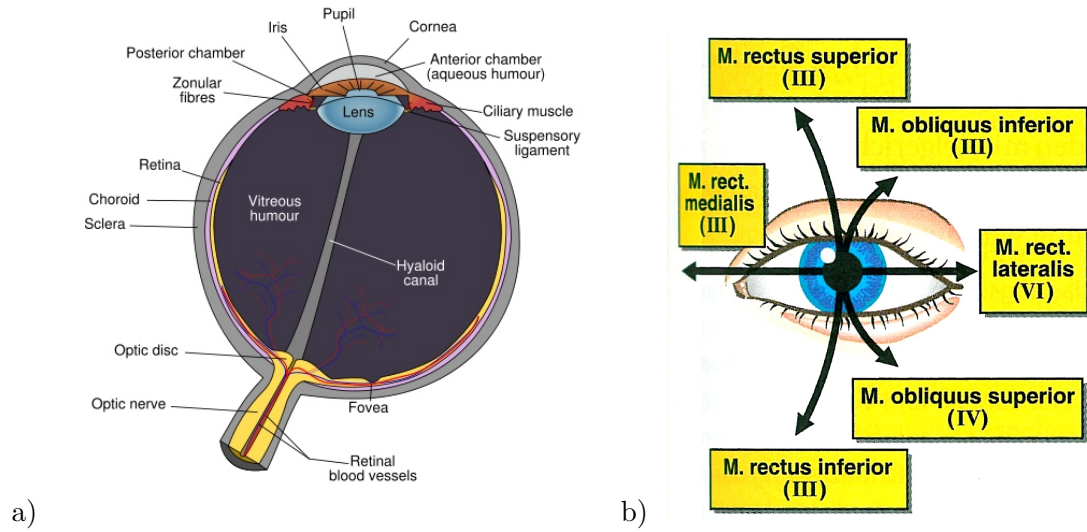 Pupil
Iris
Cornea
Posterior chamber
Anterior chamber
(aqueous humour)
Zonular
fibres
Ciliary muscle
Lens
Suspensory
ligament
Retina
Choroid
Vitreous
humour
Sclera
Hyaloid
canal
Optic disc
Optic nerve
Fovea
Retinal
blood vessels
a)
M. rectus superior
(III)
M. obliquus inferior
(III)
M. rect.
medialis
(III)
M. rect.
lateralis
(VI)
M. obliquus superior
(IV)
M. rectus inferior
(III)
b)